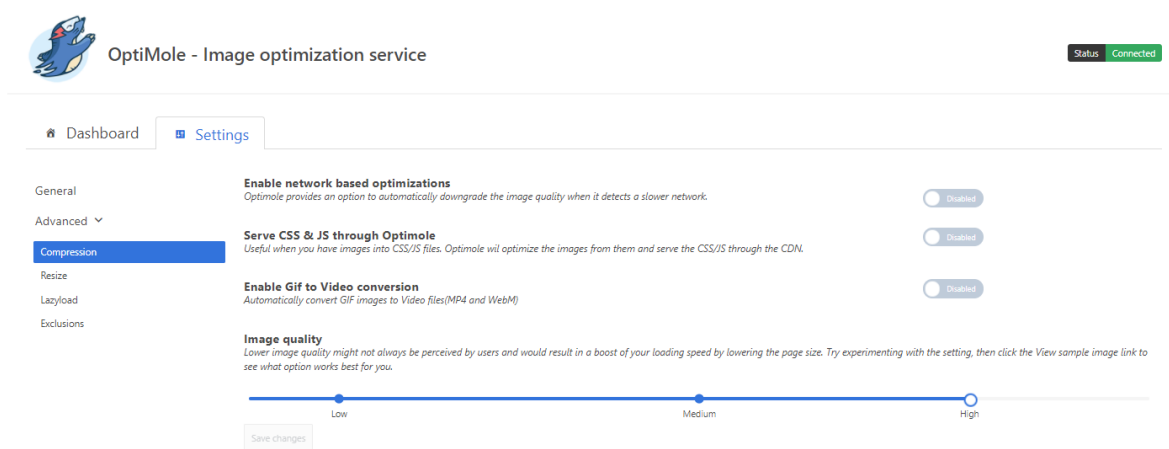 OptiMole - Image optimization service
Status Connected
Dashboard
Settings
General
Advanced
Compression
Resize
Lazyload
Exclusions
Enable network based optimizations
Optimole provides an option to automatically downgrade the image quality when it detects a slower network.
Disabled
Serve CSS & JS through Optimole
Useful when you have images into CSS/JS files. Optimole wil optimize the images from them and serve the CSS/JS through the CDN.
Disabled
Enable Gif to Video conversion
Automatically convert GIF images to Video files(MP4 and WebM)
Disabled
Image quality
Lower image quality might not always be perceived by users and would result in a boost of your loading speed by lowering the page size. Try experimenting with the setting, then click the View sample image link to
see what option works best for you.
Low Medium High
Save changes